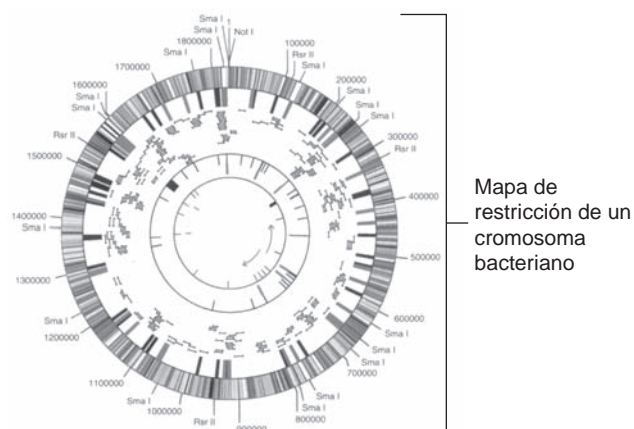 Sma I
1
Sma I
Not I
1800000
Sma I
100000
Rsr II
Sma I
1700000
200000
Sma I
1600000
Sma I
Sma I
Sma I
Sma I
300000
Rsr II
Rsr II
1500000
400000
1400000
Sma I
500000
1300000
600000
Sma I
1200000
Sma I
Sma I
700000
1100000
Sma I
Sma I
1000000
Sma I
800000
Rsr II
900000
Mapa de
restricción de un
cromosoma
bacteriano